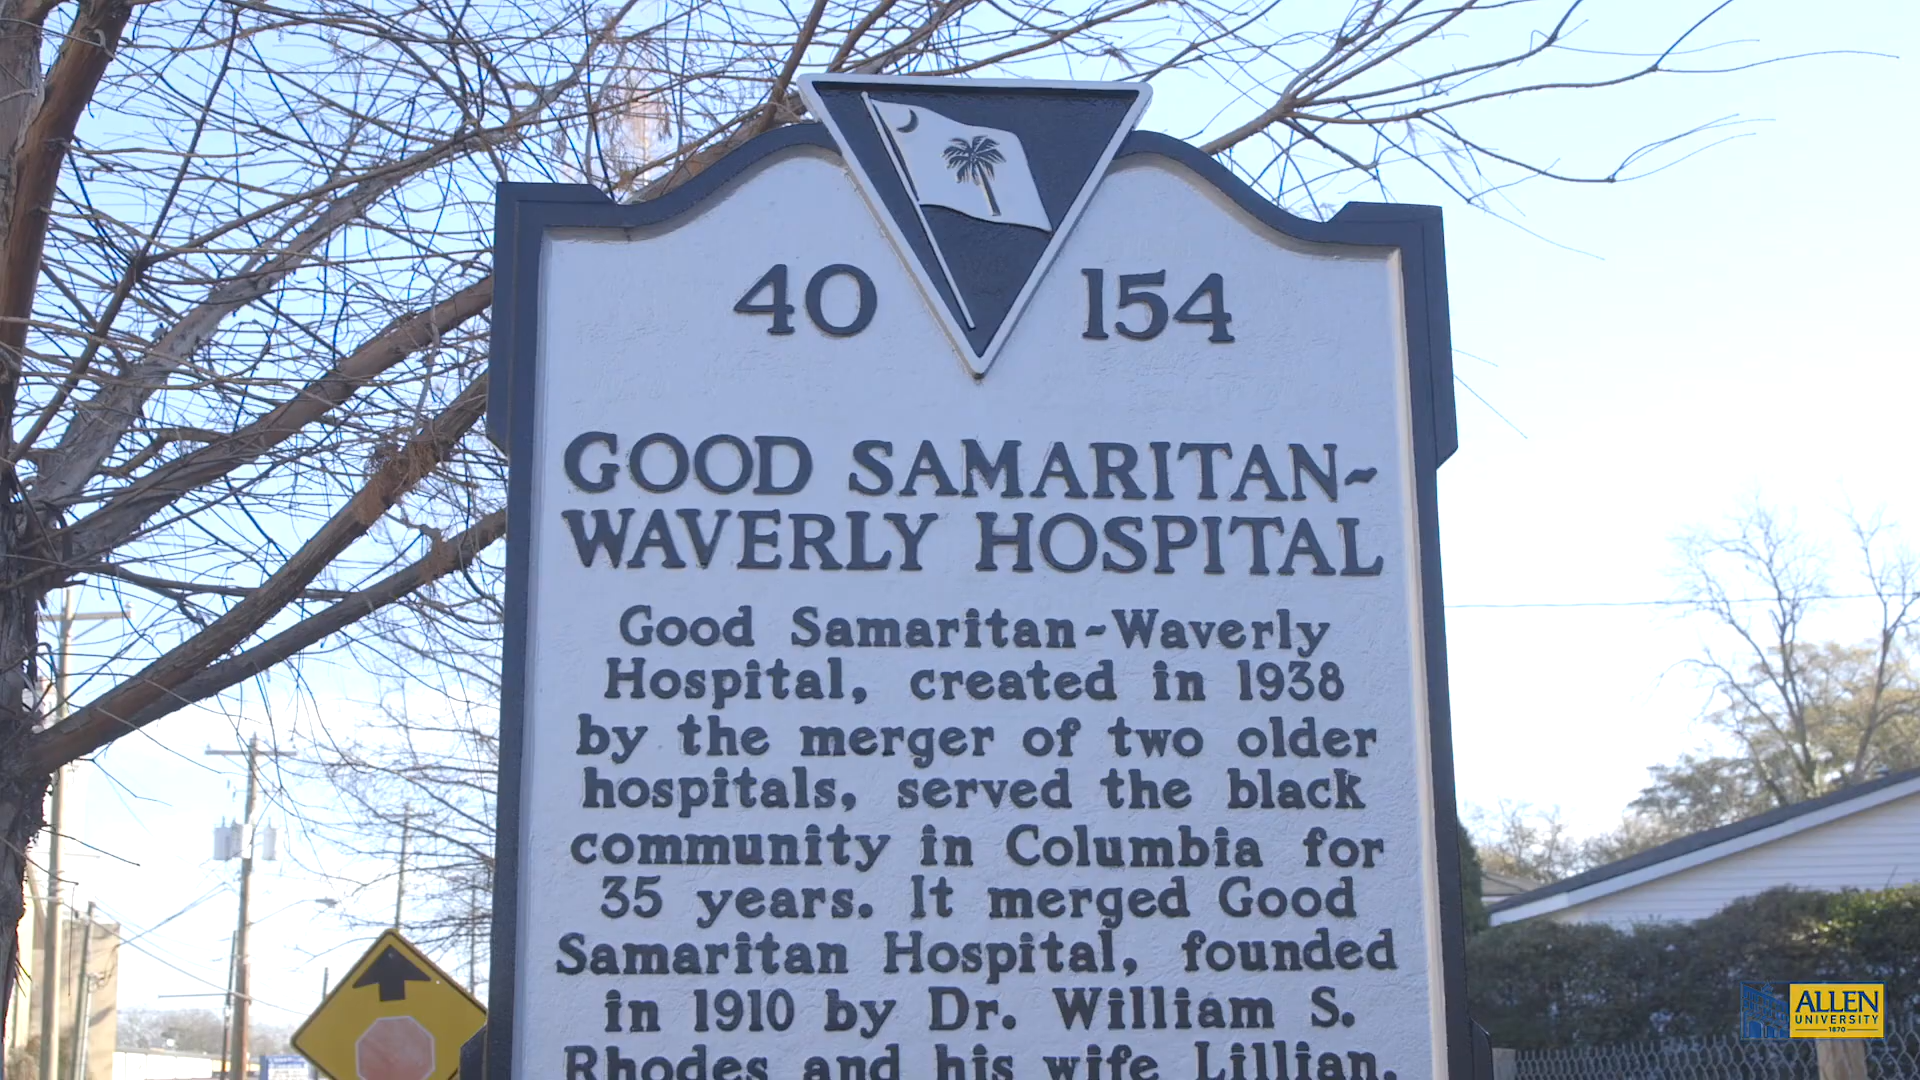 40 154
GOOD SAMARITAN-
WAVERLY HOSPITAL
Good Samaritan-Waverly
Hospital, created in 1938
by the merger of two older
hospitals, served the black
community in Columbia for
35 years. It merged Good
Samaritan Hospital, founded
in 1910 by Dr. William S.
Rhodes and his wife Lillian,
ALLEN
UNIVERSITY
1870